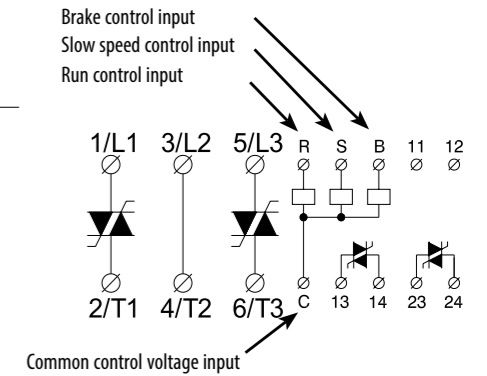 Brake control input
Slow speed control input
Run control input
1/L1 3/L2 5/L3 R S B 11 12
2/T1 4/T2 6/T3 C 13 14 23 24
Common control voltage input